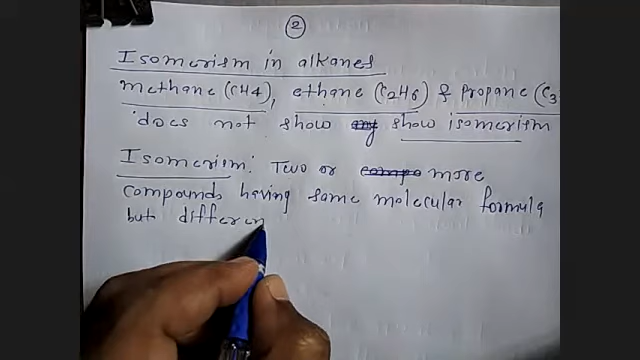 2
Isomerism in alkanes
methane (CH4), ethane (C2H6) & propane (C3
does not show show isomerism
Isomerism: Two or more
compounds having same molecular formula
but differen